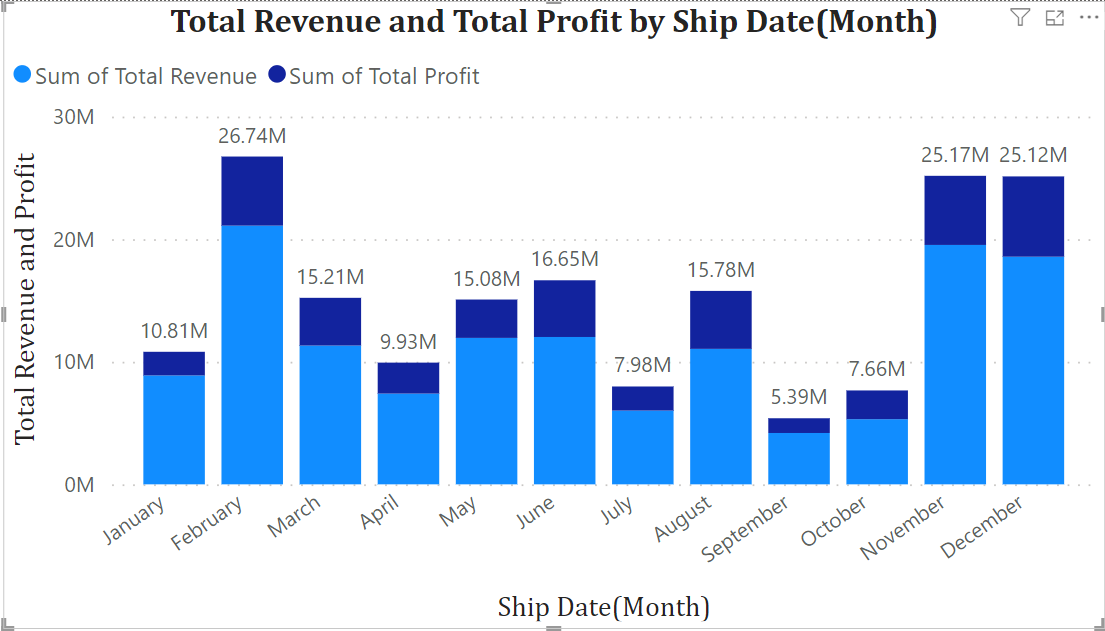 Total Revenue and Total Profit by Ship Date(Month)
Sum of Total Revenue Sum of Total Profit
Total Revenue and Profit
30M
20M
10M
0M
10.81M
26.74M
15.21M
9.93M
15.08M
16.65M
7.98M
15.78M
5.39M
7.66M
25.17M
25.12M
January
February
March
April
May
June
July
August
September
October
November
December
Ship Date(Month)